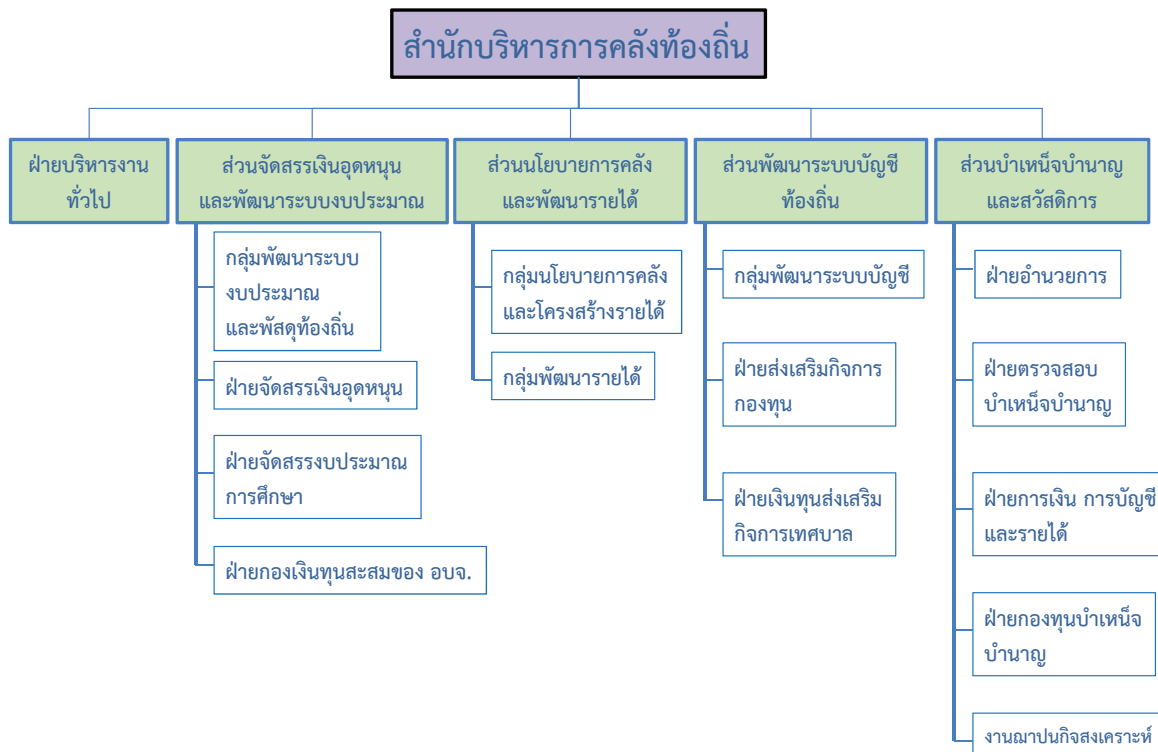 สำนักบริหารการคลังท้องถิ่น
ฝ่ายบริหารงาน
ทั่วไป
ส่วนจัดสรรเงินอุดหนุน
และพัฒนาระบบงบประมาณ
กลุ่มพัฒนาระบบ
งบประมาณ
และพัสดุท้องถิ่น
ฝ่ายจัดสรรเงินอุดหนุน
ฝ่ายจัดสรรงบประมาณ
การศึกษา
ฝ่ายกองเงินทุนสะสมของ อบจ.
ส่วนนโยบายการคลัง
และพัฒนารายได้
กลุ่มนโยบายการคลัง
และโครงสร้างรายได้
กลุ่มพัฒนารายได้
ส่วนพัฒนาระบบบัญชี
ท้องถิ่น
กลุ่มพัฒนาระบบบัญชี
ฝ่ายส่งเสริมกิจการ
กองทุน
ฝ่ายเงินทุนส่งเสริม
กิจการเทศบาล
ส่วนบำเหน็จบำนาญ
และสวัสดิการ
ฝ่ายอำนวยการ
ฝ่ายตรวจสอบ
บำเหน็จบำนาญ
ฝ่ายการเงิน การบัญชี
และรายได้
ฝ่ายกองทุนบำเหน็จ
บำนาญ
งานฌาปนกิจสงเคราะห์